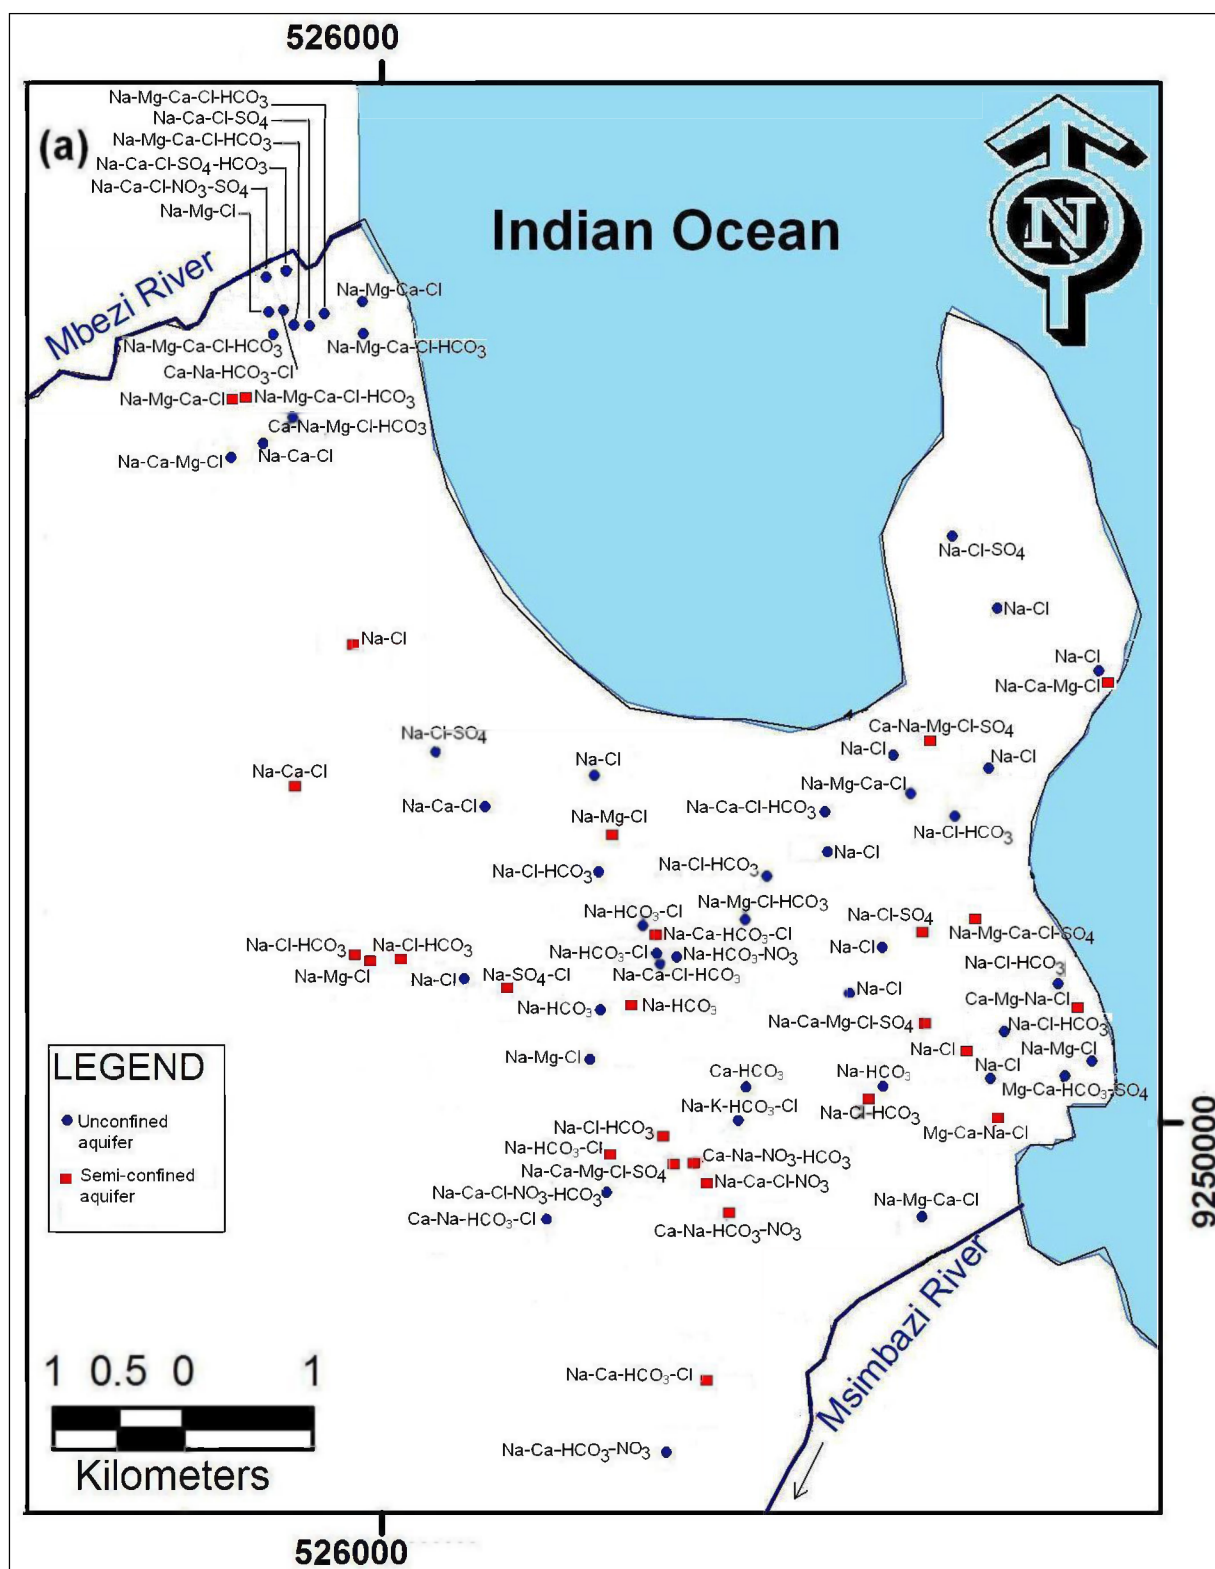 526000
Na-Mg-Ca-Cl-HCO3
Na-Ca-Cl-SO4
(a)
Na-Mg-Ca-Cl-HCO3
Na-Ca-Cl-SO4-HCO3
Na-Ca-Cl-NO3-SO4
Na-Mg-Cl
N
Indian Ocean
Mbezi River
Na-Mg-Ca-Cl
Na-Mg-Ca-Cl-HCO3
Na-Mg-Ca-Cl-HCO3
Ca-Na-HCO3-Cl
Na-Mg-Ca-Cl
Na-Mg-Ca-Cl-HCO3
Ca-Na-Mg-Cl-HCO3
Na-Ca-Cl
Na-Ca-Mg-Cl
Na-Cl-SO4
Na-Cl
Na-Cl
Na-Cl
Na-Ca-Mg-Cl
Na-Cl-SO4
Ca-Na-Mg-Cl-SO4
Na-Cl
Na-Cl
Na-Cl
Na-Ca-Cl
Na-Mg-Ca-Cl
Na-Ca-Cl
Na-Mg-Cl
Na-Ca-Cl-HCO3
Na-Cl-HCO3
Na-Cl
Na-Cl-HCO3
Na-Cl-HCO3
Na-Mg-Cl-HCO3
Na-HCO3-Cl
Na-Cl-SO4
Na-Ca-HCO3-Cl
Na-Mg-Ca-Cl-SO4
Na-Cl-HCO3
Na-Cl-HCO3
Na-HCO3-Cl
Na-HCO3-NO3
Na-Cl
Na-Cl-HCO3
Na-Mg-Cl
Na-Cl
Na-SO4-Cl
Na-Ca-Cl-HCO3
Na-Cl
Ca-Mg-Na-Cl
Na-HCO3
Na-HCO3
Na-Ca-Mg-Cl-SO4
Na-Cl-HCO3
Na-Mg-Cl
Na-Cl
Na-Mg-Cl
Na-Cl
Ca-HCO3
Na-HCO3
Mg-Ca-HCO3-SO4
Na-K-HCO3-Cl
Na-Cl-HCO3
Mg-Ca-Na-Cl
Na-Cl-HCO3
Na-HCO3-Cl
Ca-Na-NO3-HCO3
Na-Ca-Mg-Cl-SO4
Na-Ca-Cl-NO3
Na-Ca-Cl-NO3-HCO3
Na-Mg-Ca-Cl
Ca-Na-HCO3-Cl
Ca-Na-HCO3-NO3
9250000
LEGEND
Unconfined
aquifer
Semi-confined
aquifer
Msimbazi River
Na-Ca-HCO3-Cl
Na-Ca-HCO3-NO3
1 0.5 0 1
Kilometers
526000